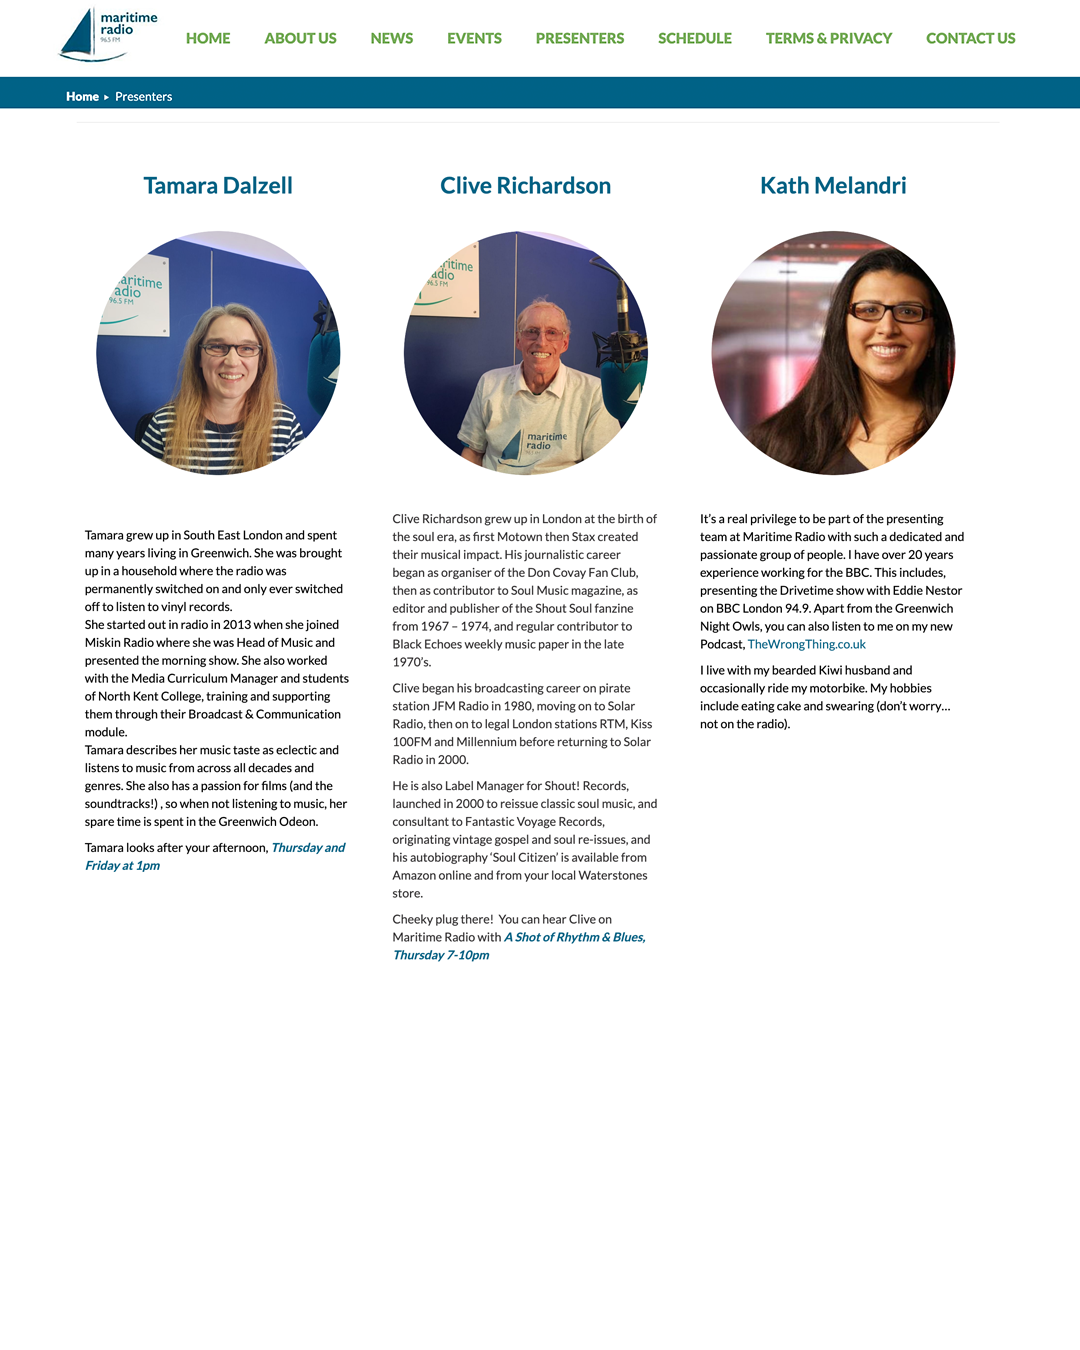 maritime
radio
96.5 FM
HOME ABOUT US NEWS EVENTS PRESENTERS SCHEDULE TERMS & PRIVACY CONTACT US
Home ▸ Presenters
Tamara Dalzell
aritime
adio
96.5 FM
Tamara grew up in South East London and spent
many years living in Greenwich. She was brought
up in a household where the radio was
permanently switched on and only ever switched
off to listen to vinyl records.
She started out in radio in 2013 when she joined
Miskin Radio where she was Head of Music and
presented the morning show. She also worked
with the Media Curriculum Manager and students
of North Kent College, training and supporting
them through their Broadcast & Communication
module.
Tamara describes her music taste as eclectic and
listens to music from across all decades and
genres. She also has a passion for films (and the
soundtracks!) , so when not listening to music, her
spare time is spent in the Greenwich Odeon.
Tamara looks after your afternoon, Thursday and
Friday at 1pm
Clive Richardson
ritime
adio
96.5 FM
maritime
radio
Clive Richardson grew up in London at the birth of
the soul era, as first Motown then Stax created
their musical impact. His journalistic career
began as organiser of the Don Covay Fan Club,
then as contributor to Soul Music magazine, as
editor and publisher of the Shout Soul fanzine
from 1967 – 1974, and regular contributor to
Black Echoes weekly music paper in the late
1970’s.
Clive began his broadcasting career on pirate
station JFM Radio in 1980, moving on to Solar
Radio, then on to legal London stations RTM, Kiss
100FM and Millennium before returning to Solar
Radio in 2000.
He is also Label Manager for Shout! Records,
launched in 2000 to reissue classic soul music, and
consultant to Fantastic Voyage Records,
originating vintage gospel and soul re-issues, and
his autobiography ‘Soul Citizen’ is available from
Amazon online and from your local Waterstones
store.
Cheeky plug there! You can hear Clive on
Maritime Radio with A Shot of Rhythm & Blues,
Thursday 7-10pm
Kath Melandri
It’s a real privilege to be part of the presenting
team at Maritime Radio with such a dedicated and
passionate group of people. I have over 20 years
experience working for the BBC. This includes,
presenting the Drivetime show with Eddie Nestor
on BBC London 94.9. Apart from the Greenwich
Night Owls, you can also listen to me on my new
Podcast, TheWrongThing.co.uk
I live with my bearded Kiwi husband and
occasionally ride my motorbike. My hobbies
include eating cake and swearing (don’t worry…
not on the radio).